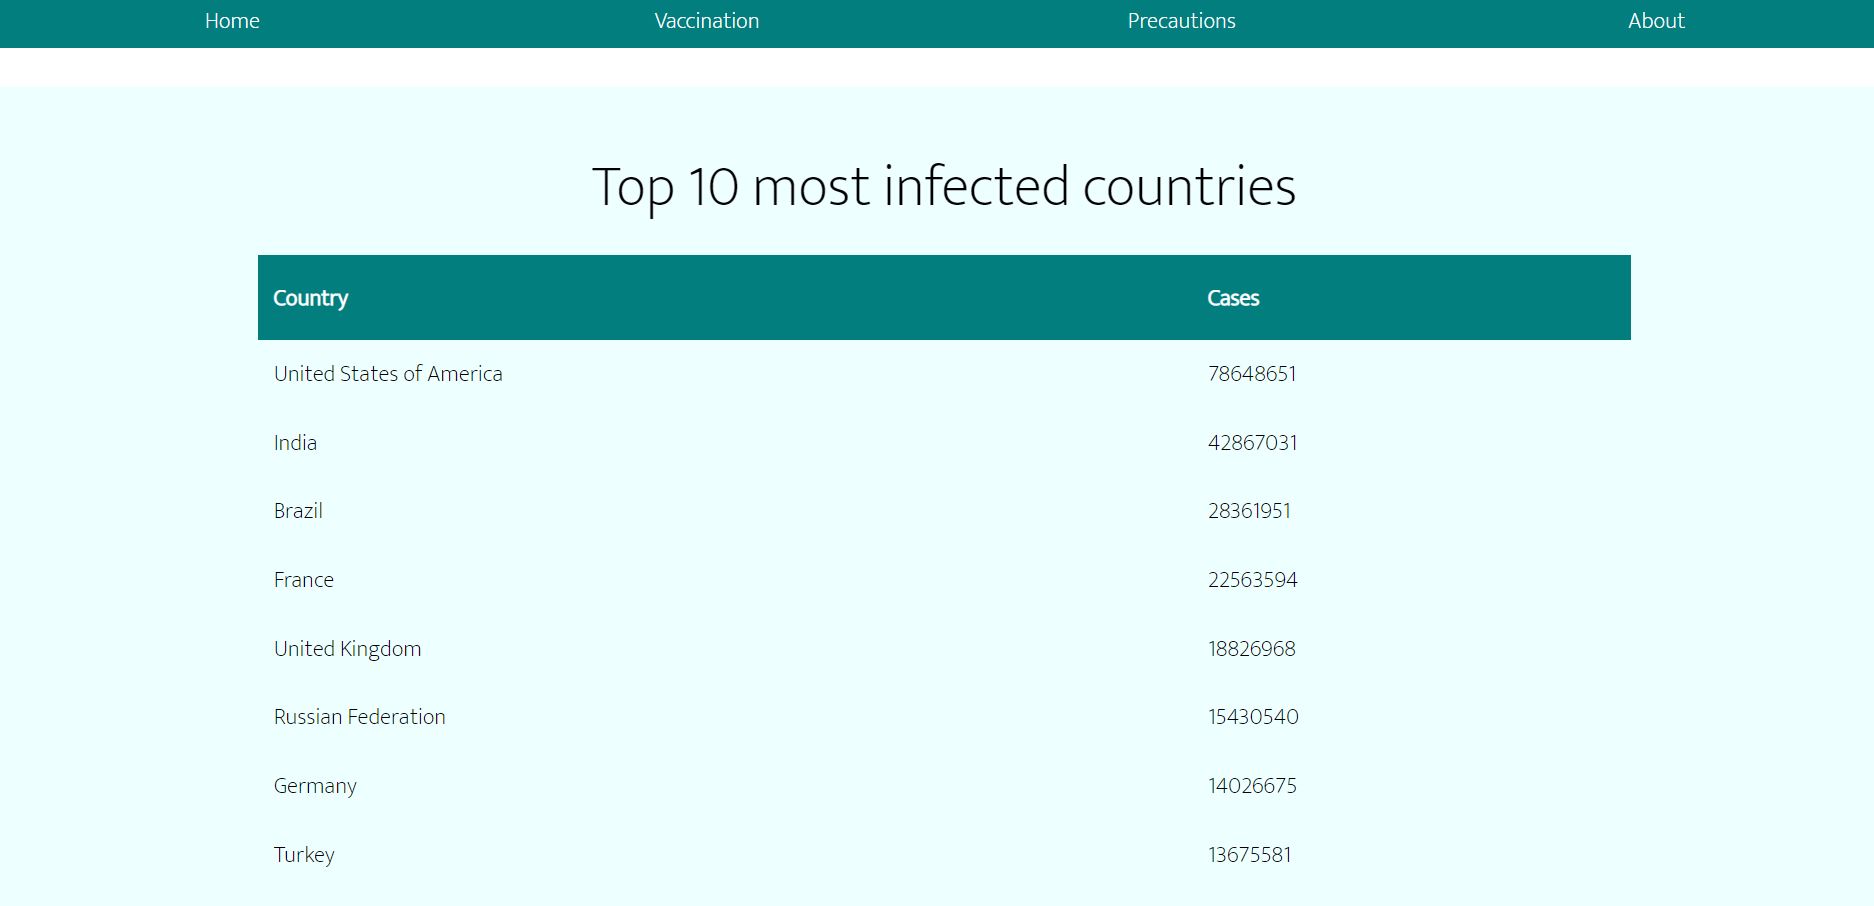 Home Vaccination Precautions About
Top 10 most infected countries
Country Cases
United States of America 78648651
India 42867031
Brazil 28361951
France 22563594
United Kingdom 18826968
Russian Federation 15430540
Germany 14026675
Turkey 13675581